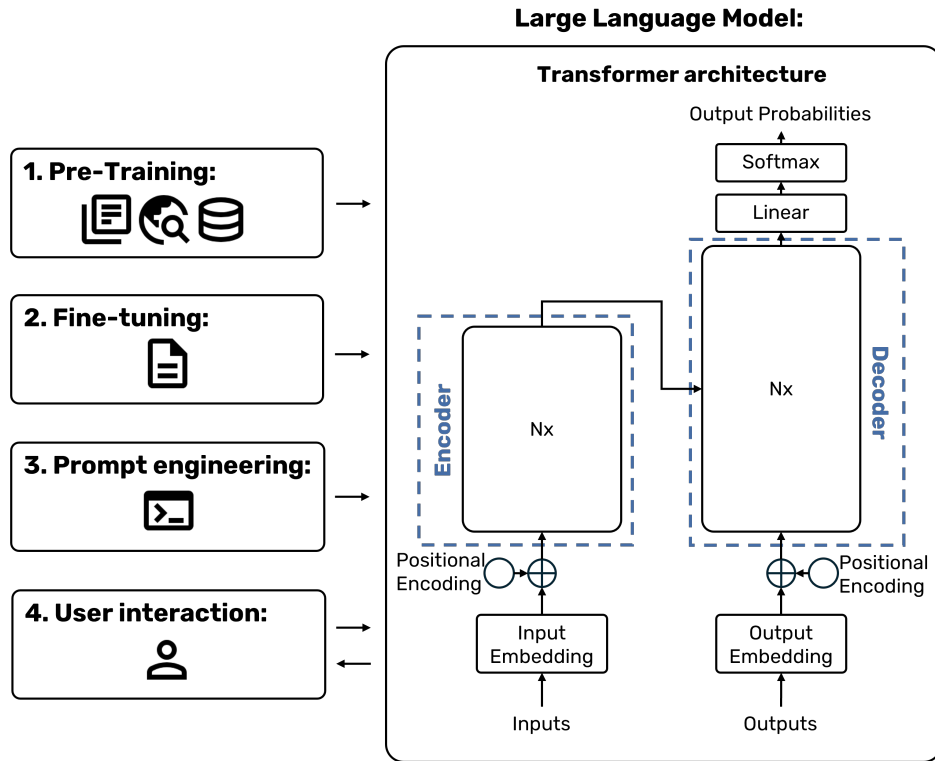 Large Language Model:
Transformer architecture
Output Probabilities
Softmax
Linear
1. Pre-Training:
2. Fine-tuning:
3. Prompt engineering:
4. User interaction:
Encoder
Nx
Decoder
Nx
Positional
Encoding
Positional
Encoding
Input
Embedding
Output
Embedding
Inputs
Outputs